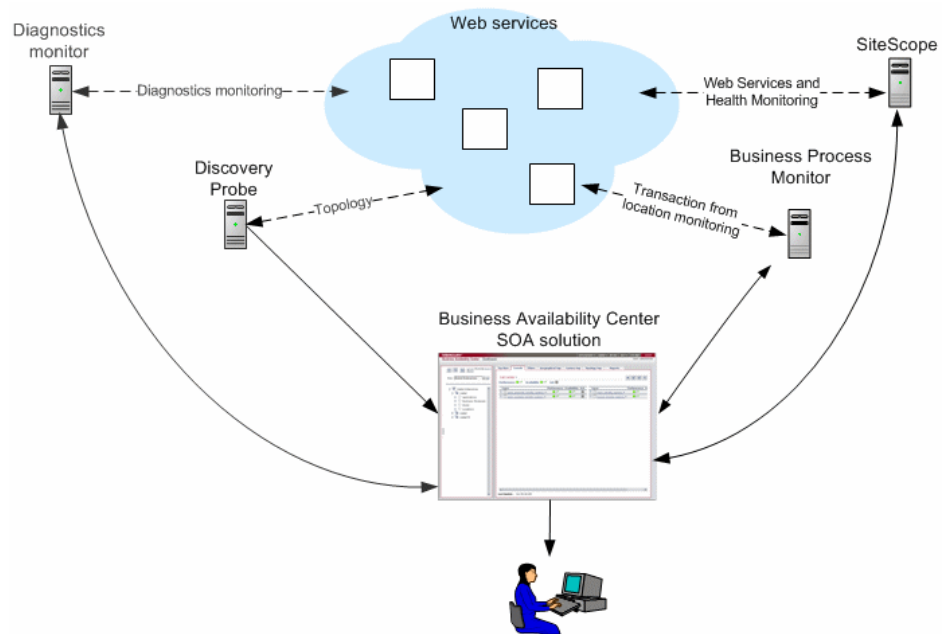 Diagnostics
monitor
Web services
SiteScope
Diagnostics monitoring
Web Services and
Health Monitoring
Discovery
Probe
Business Process
Monitor
Topology
Transaction from
location monitoring
Business Availability Center
SOA solution